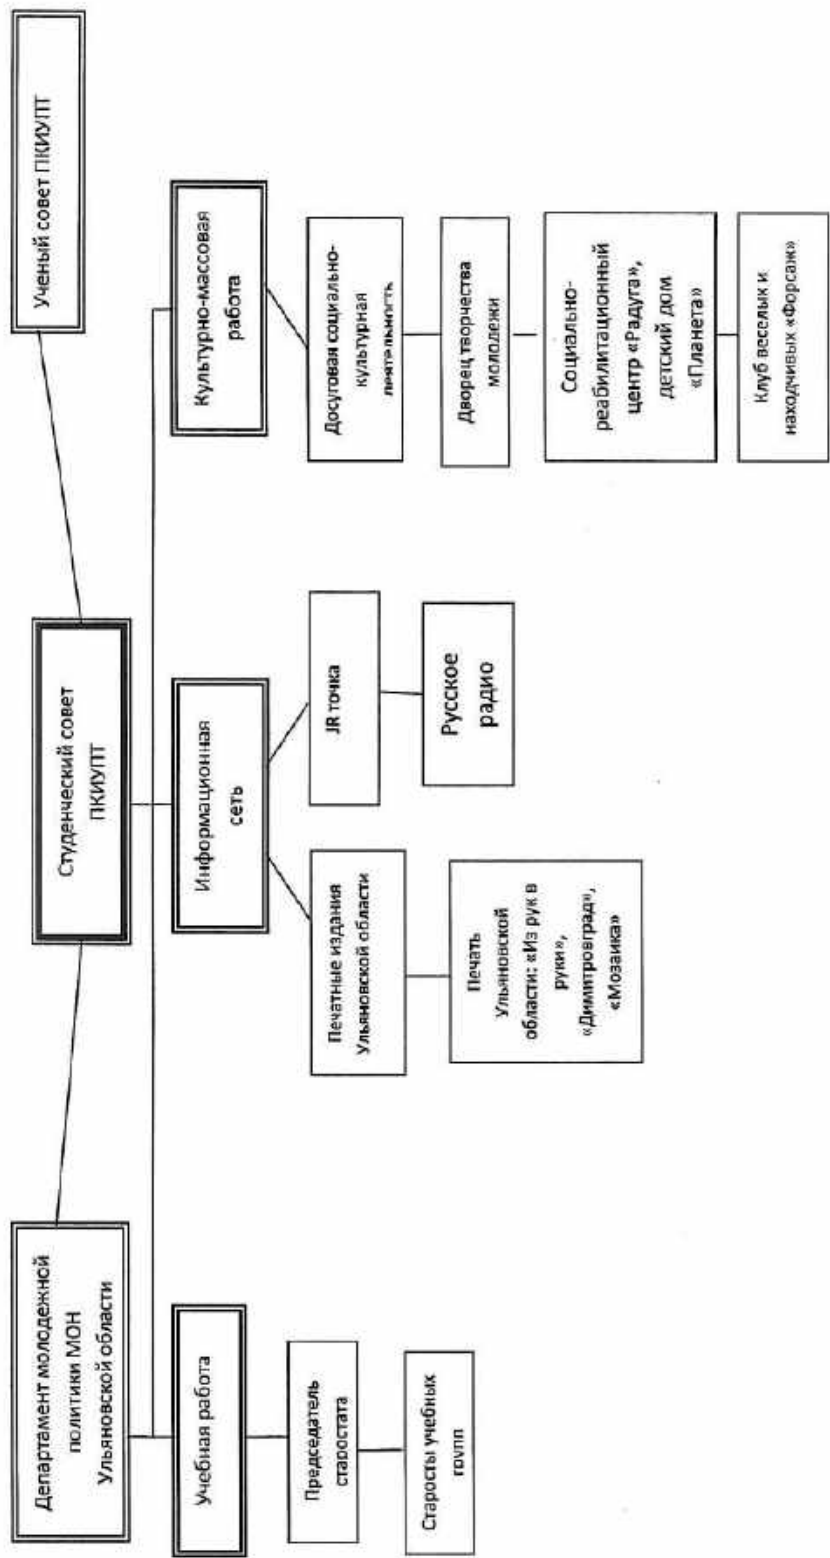 Департамент молодежной
политики МОН
Ульяновской области
Студенческий совет
ПКИУПТ
Ученый совет ПКИУПТ
Учебная работа
Председатель
старостата
Старосты учебных
групп
Информационная
сеть
Печатные издания
Ульяновской области
Печать
Ульяновской
области: «Из рук в
руки»,
«Димитровград»,
«Мозаика»
JR точка
Русское
радио
Культурно-массовая
работа
Досуговая социально-
культурная
деятельность
Дворец творчества
молодежи
Социально-
реабилитационный
центр «Радуга»,
детский дом
«Планета»
Клуб веселых и
находчивых «Форсаж»